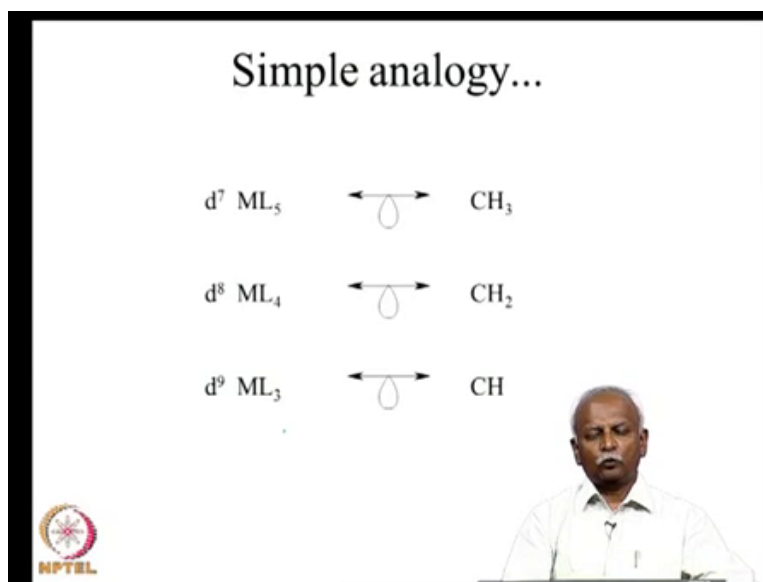 Simple analogy...
d⁷ ML₅ CH₃
d⁸ ML₄ CH₂
d⁹ ML₃ CH
NPTEL